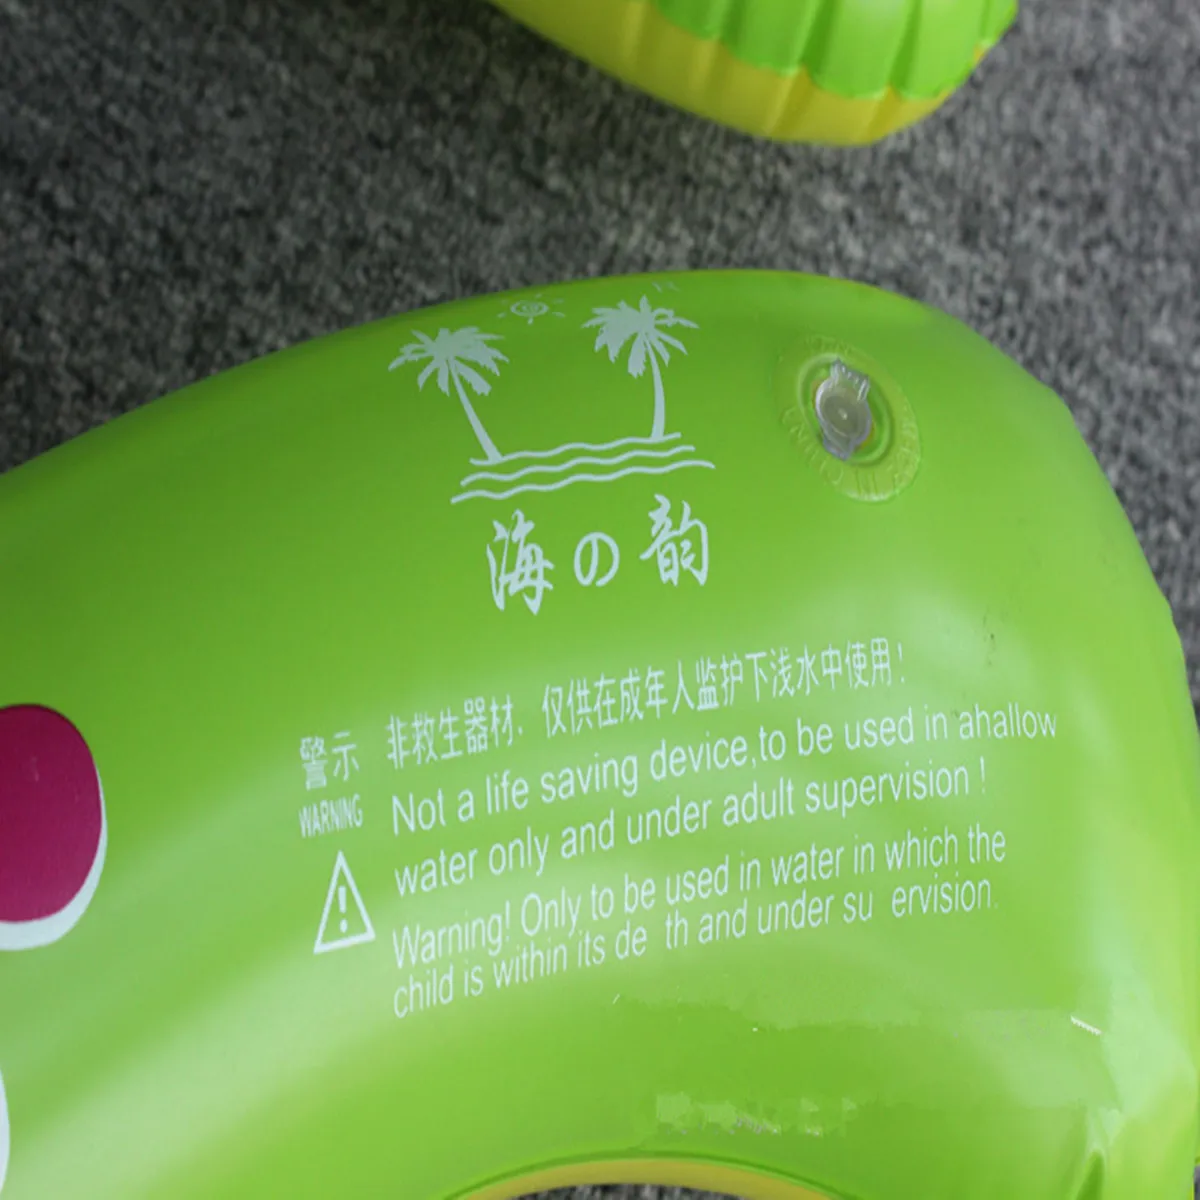 海の韵
警示 非救生器材．仅供在成年人监护下浅水中使用！
WARNING
Not a life saving device,to be used in ahallow
water only and under adult supervision !
Warning! Only to be used in water in which the
child is within its de th and under su ervision.